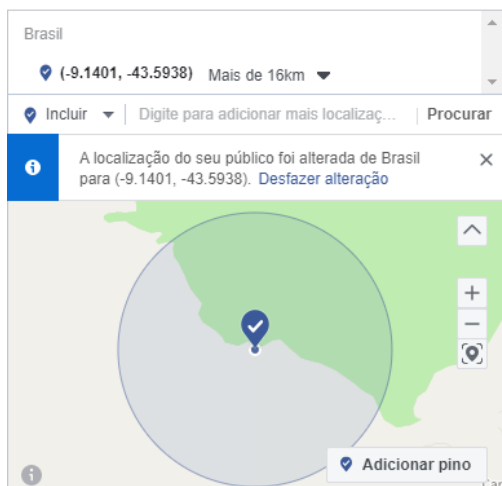 Brasil
(-9.1401, -43.5938) Mais de 16km
Incluir Digite para adicionar mais localizaç... Procurar
A localização do seu público foi alterada de Brasil
para (-9.1401, -43.5938). Desfazer alteração
Adicionar pino